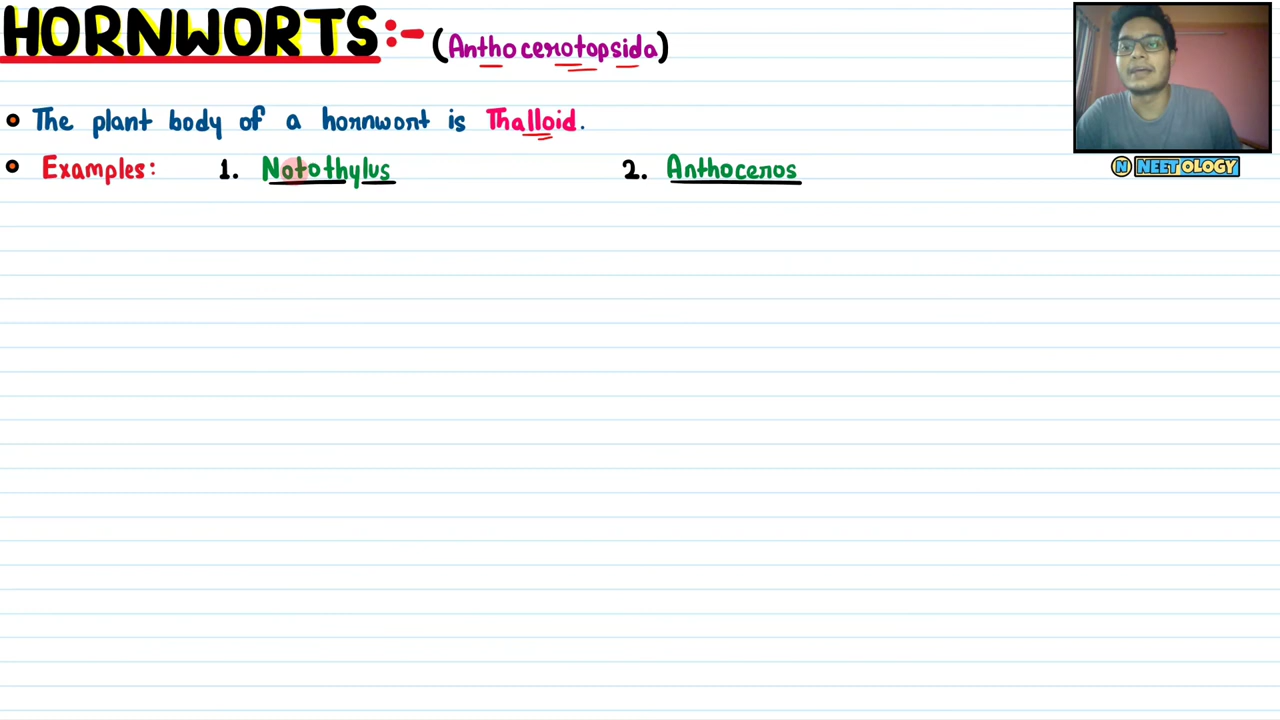 HORNWORTS:- (Anthocerotopsida)
The plant body of a hornwort is Thalloid.
Examples: 1. Notothylus 2. Anthoceros
N NEETOLOGY